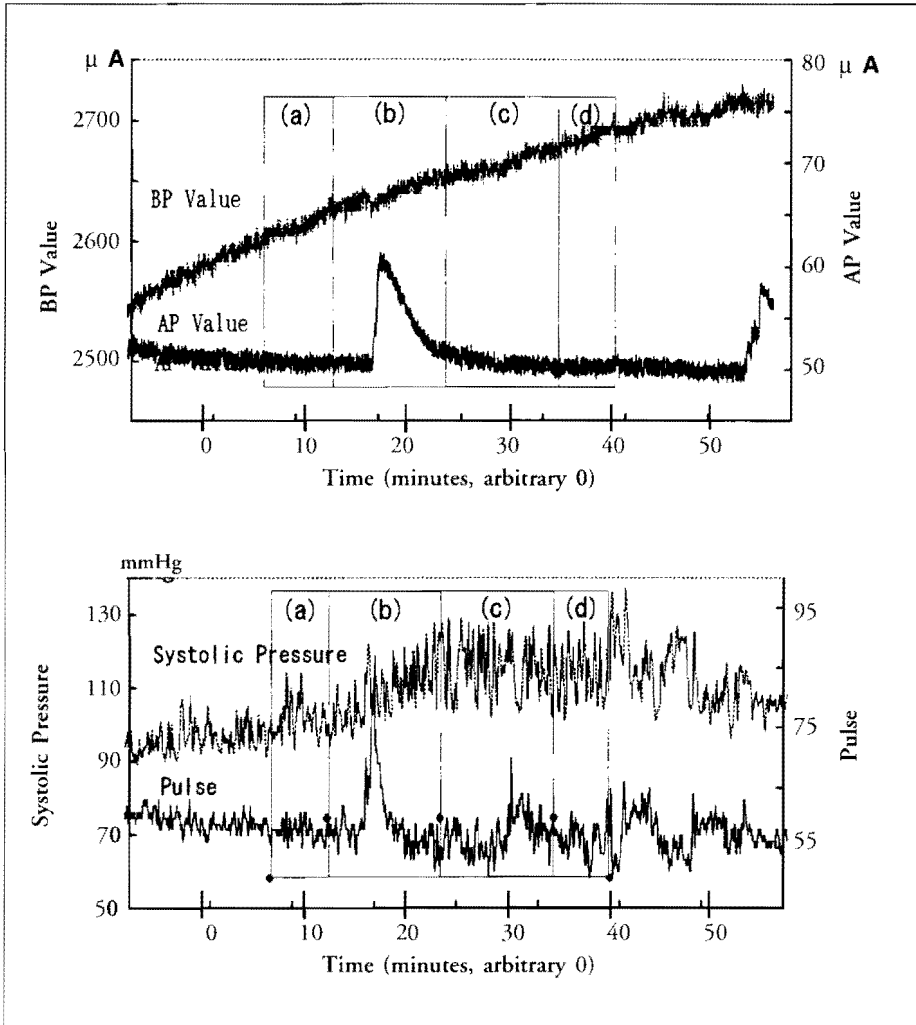 μ A
80
μ A
(a)
(b)
(c)
(d)
2700
70
BP Value
BP Value
AP Value
2600
60
AP Value
2500
50
0
10
20
30
40
50
Time (minutes, arbitrary 0)
mmHg
(a)
(b)
(c)
(d)
130
95
Systolic Pressure
110
Systolic Pressure
75
Pulse
90
Pulse
70
55
50
0
10
20
30
40
50
Time (minutes, arbitrary 0)